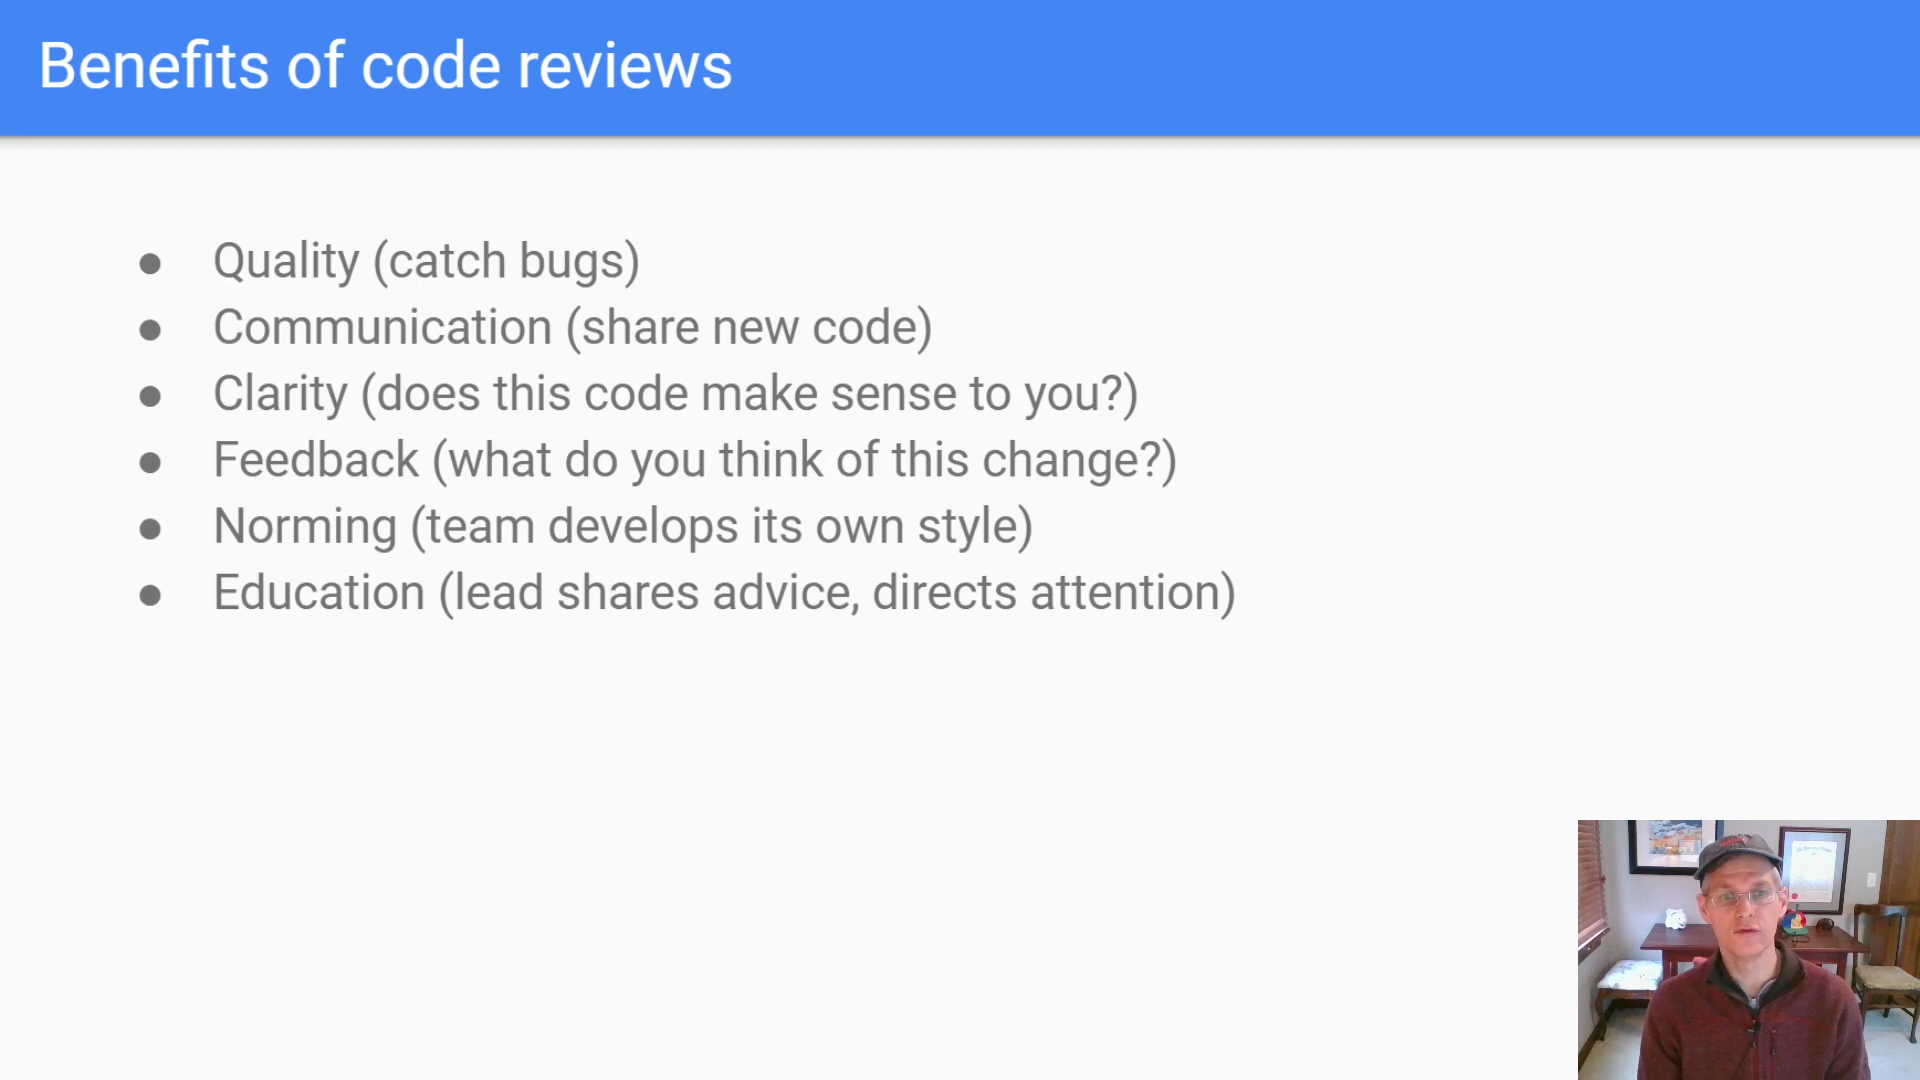 Benefits of code reviews
● Quality (catch bugs)
● Communication (share new code)
● Clarity (does this code make sense to you?)
● Feedback (what do you think of this change?)
● Norming (team develops its own style)
● Education (lead shares advice, directs attention)